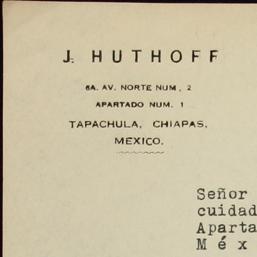 J. HUTHOFF
6A. AV. NORTE NUM, 2
APARTADO NUM. 1
TAPACHULA, CHIAPAS,
MEXICO.
Señor
cuidad
Aparta
Méx